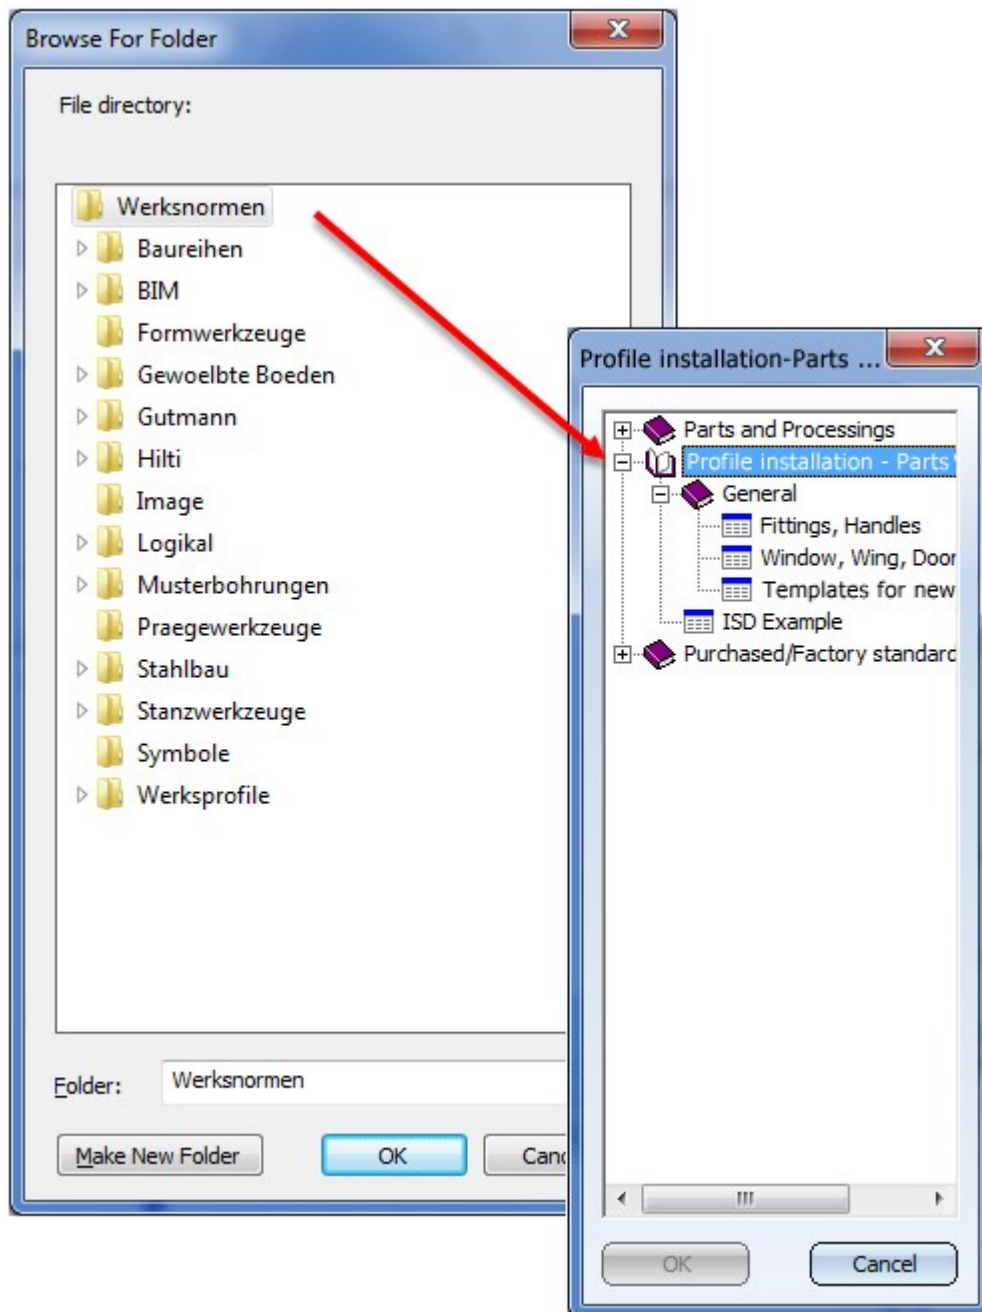 Browse For Folder
File directory:
Werksnormen
Baureihen
BIM
Formwerkzeuge
Gewoelbte Boeden
Gutmann
Hilti
Image
Logikal
Musterbohrungen
Praegewerkzeuge
Stahlbau
Stanzwerkzeuge
Symbole
Werksprofile
Folder: Werksnormen
Make New Folder OK Canc
Profile installation-Parts ...
Parts and Processings
Profile installation - Parts
General
Fittings, Handles
Window, Wing, Door
Templates for new
ISD Example
Purchased/Factory standard
OK Cancel